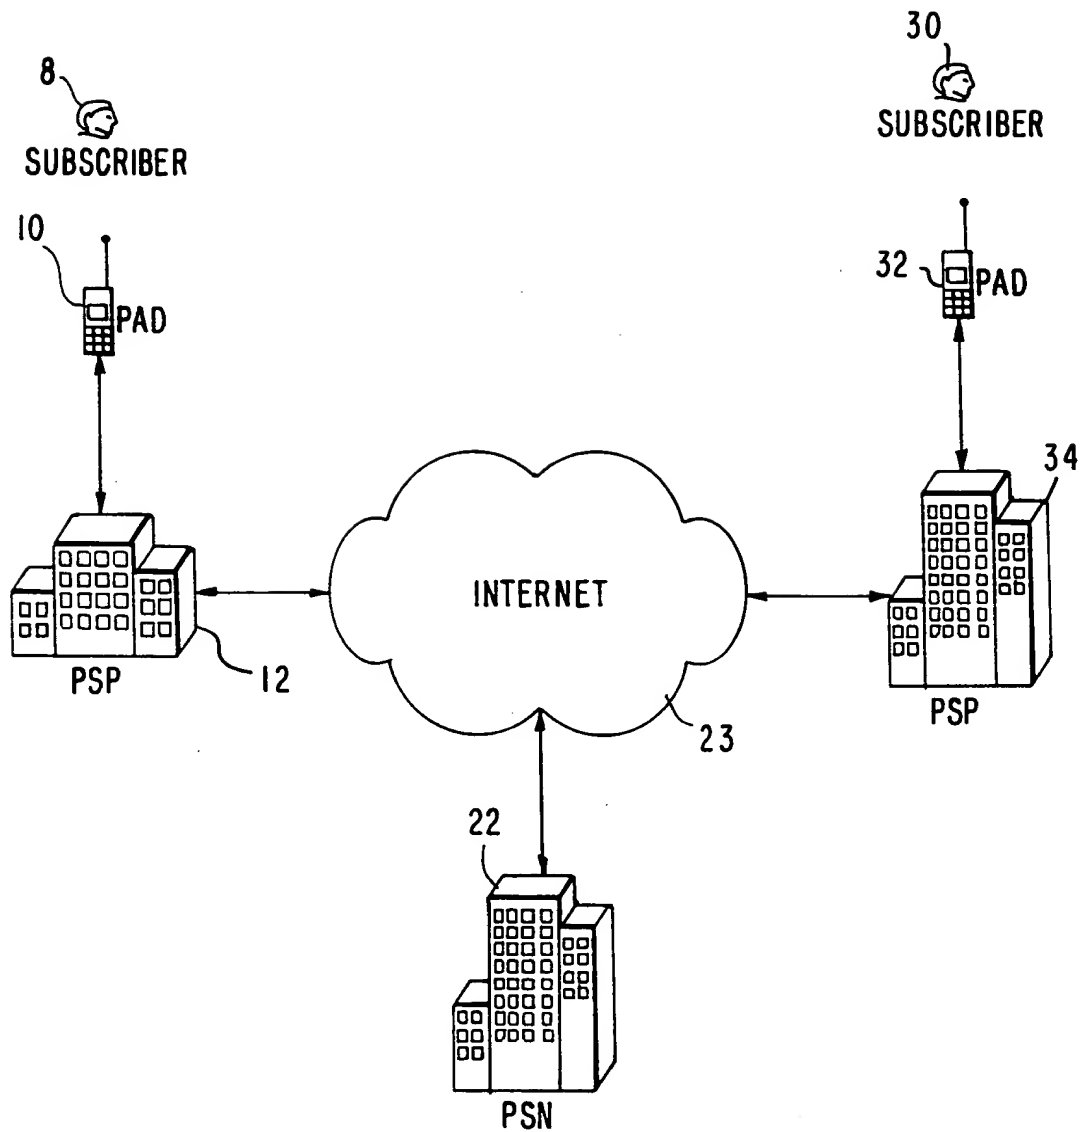 8
SUBSCRIBER
30
SUBSCRIBER
10
PAD
32
PAD
PSP
12
INTERNET
23
34
PSP
22
PSN